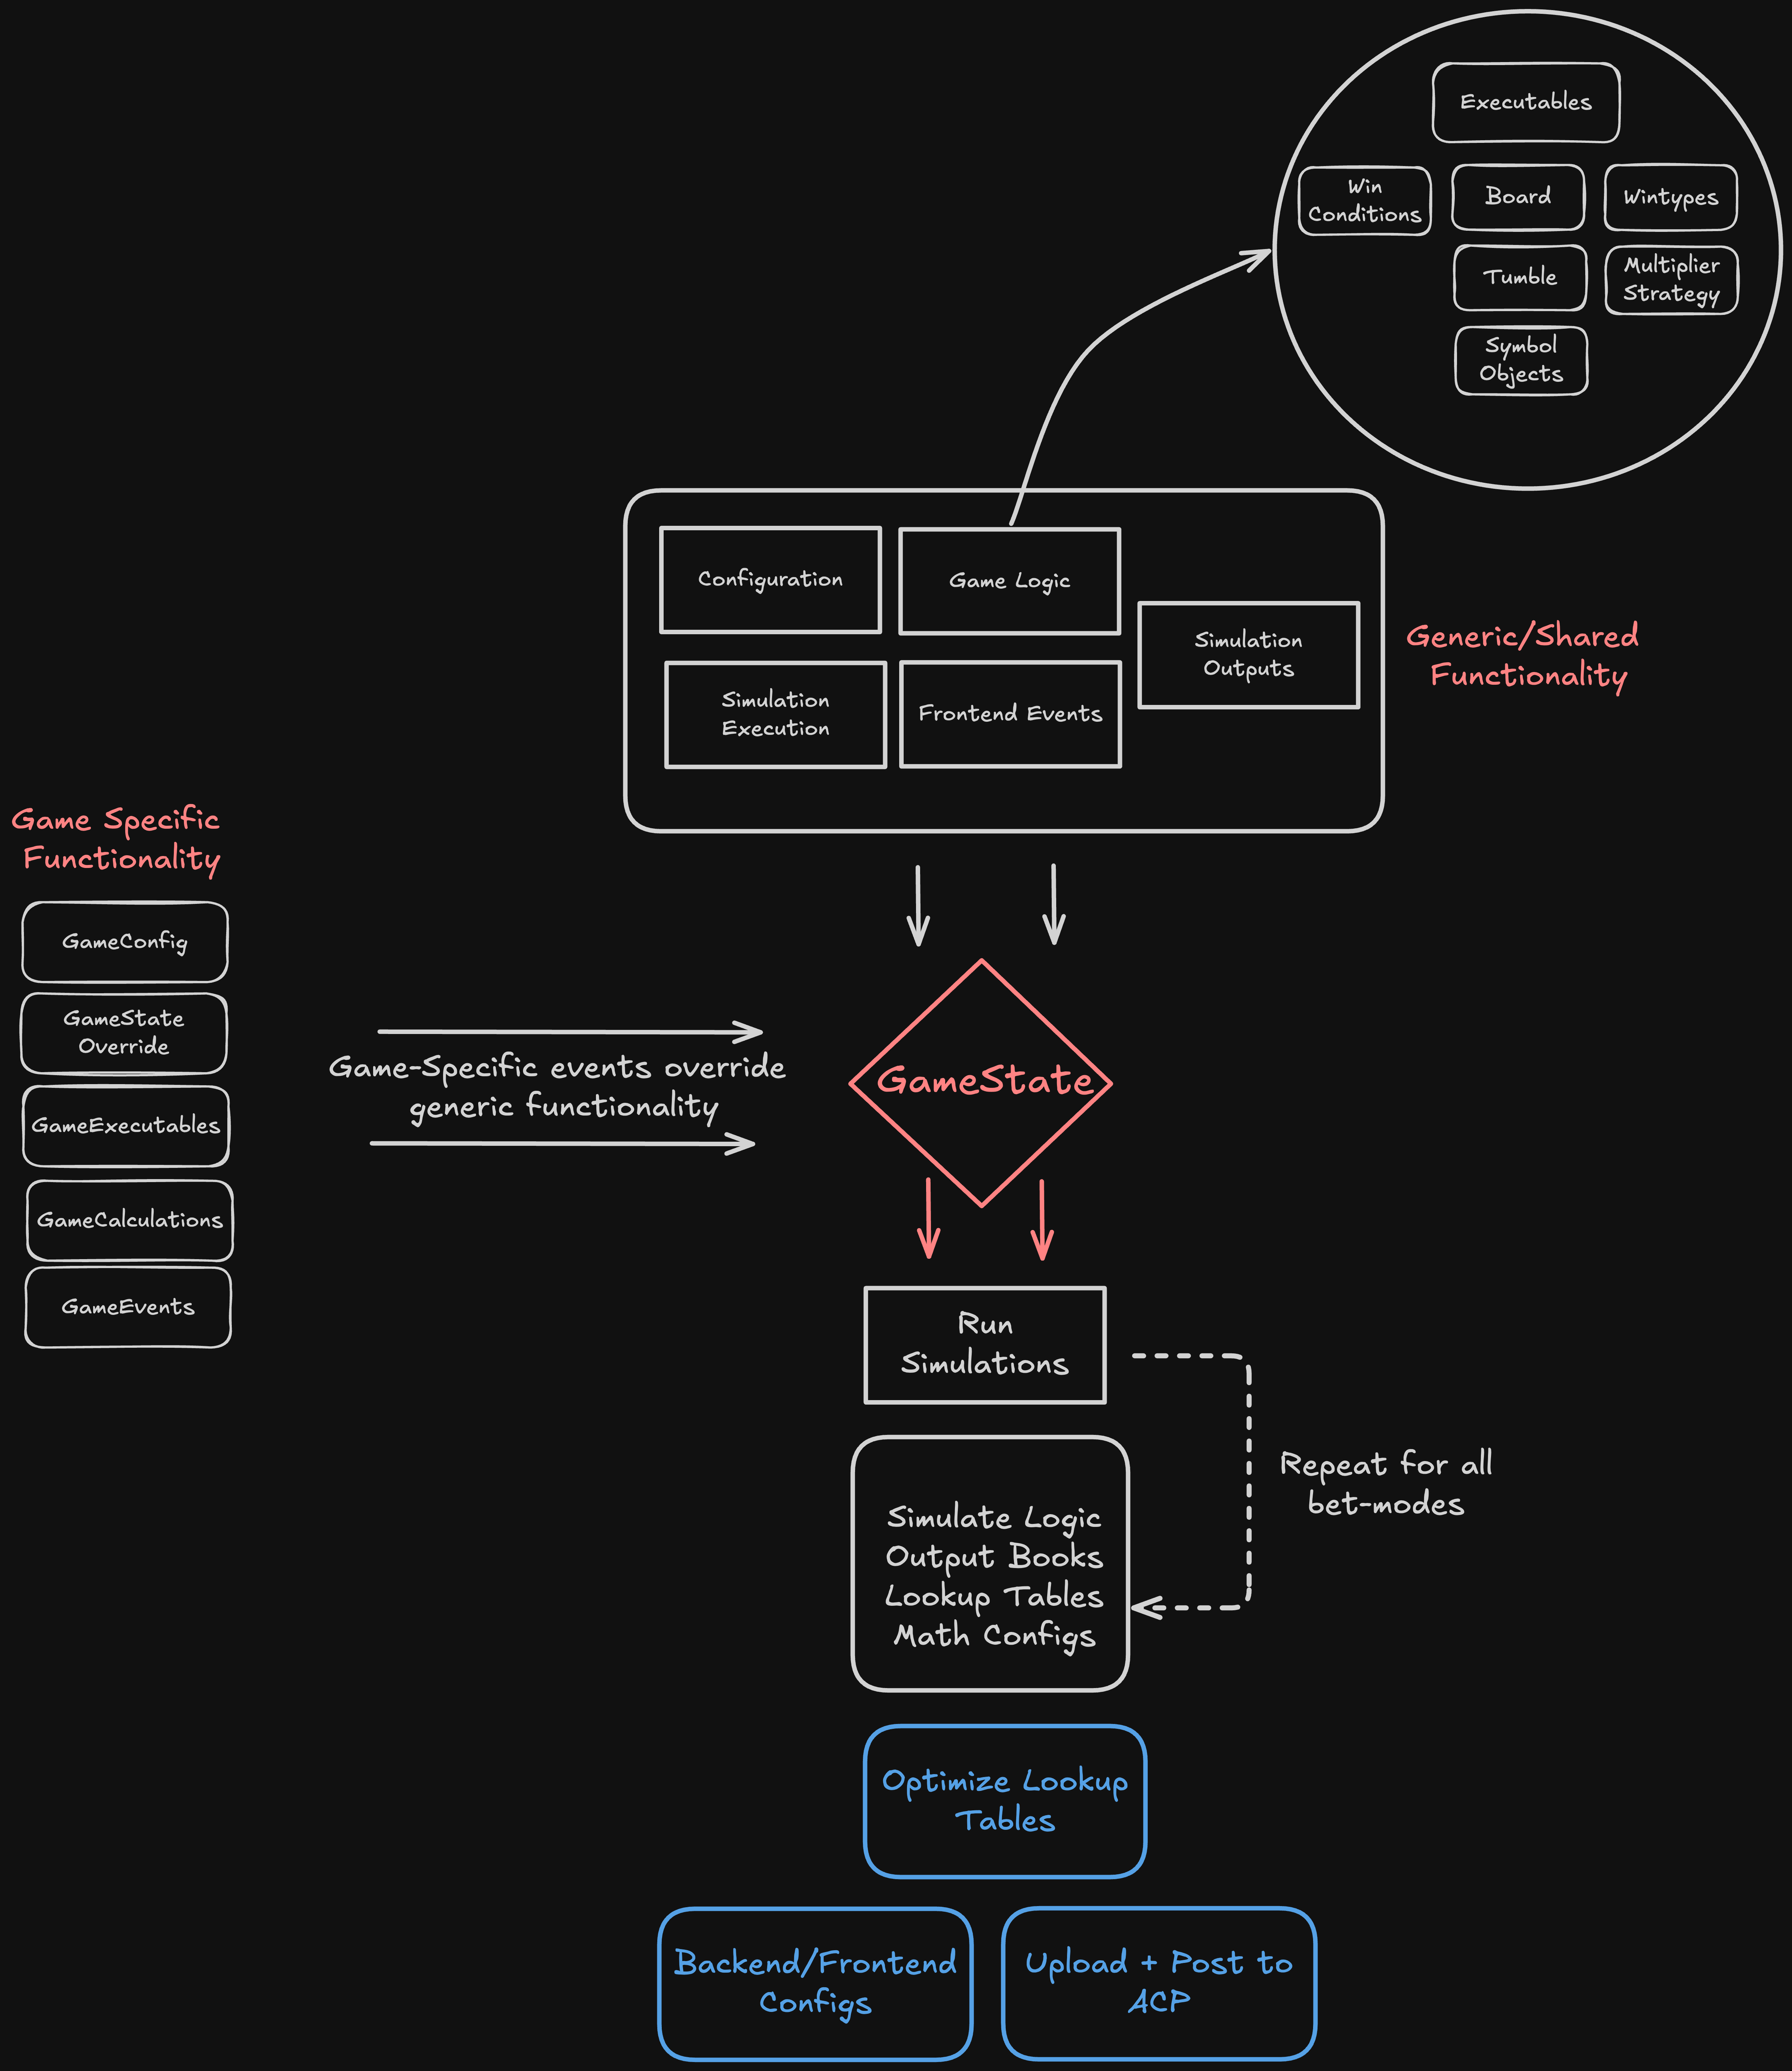 Executables
Win
Conditions
Board
Wintypes
Tumble
Multiplier
Strategy
Symbol
Objects
Configuration
Game Logic
Simulation
Outputs
Simulation
Execution
Frontend Events
Generic/Shared
Functionality
Game Specific
Functionality
GameConfig
GameState
Override
GameExecutables
GameCalculations
GameEvents
Game-Specific events override
generic functionality
GameState
Run
Simulations
Repeat for all
bet-modes
Simulate Logic
Output Books
Lookup Tables
Math Configs
Optimize Lookup
Tables
Backend/Frontend
Configs
Upload + Post to
ACP